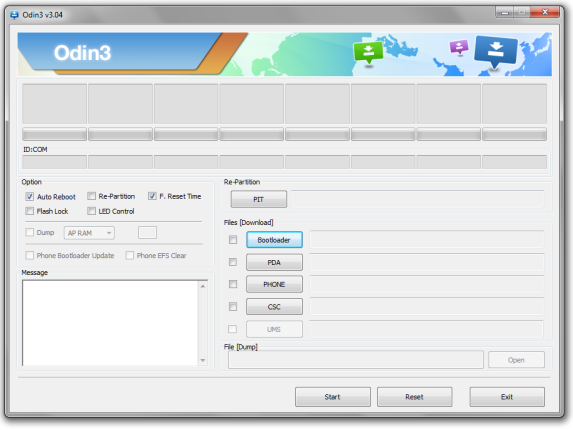 Odin3 v3.04
Odin3
ID:COM
Option
Auto Reboot Re-Partition F. Reset Time
Flash Lock LED Control
Dump AP RAM
Phone Bootloader Update Phone EFS Clear
Message
Re-Partition
PIT
Files [Download]
Bootloader
PDA
PHONE
CSC
UMS
File [Dump]
Open
Start Reset Exit